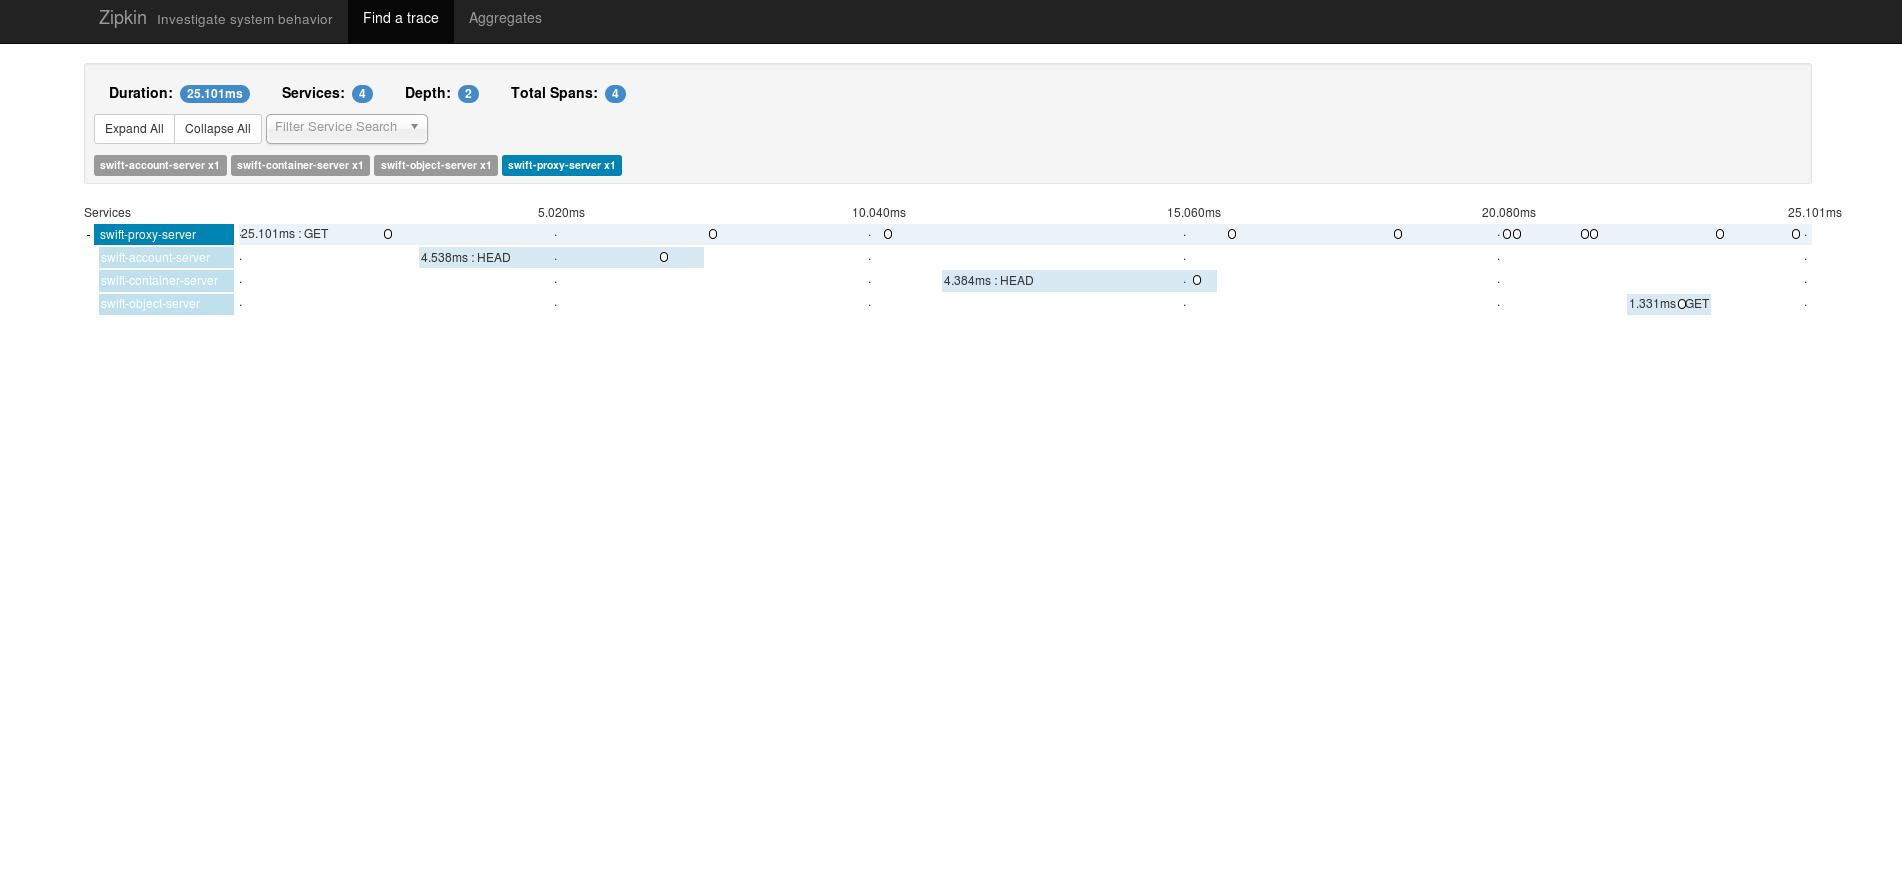 Zipkin Investigate system behavior Find a trace Aggregates
Duration: 25.101ms Services: 4 Depth: 2 Total Spans: 4
Expand All Collapse All Filter Service Search
swift-account-server x1 swift-container-server x1 swift-object-server x1 swift-proxy-server x1
Services 5.020ms 10.040ms 15.060ms 20.080ms 25.101ms
- swift-proxy-server ·25.101ms : GET O · O · O · O O · O O O O O O ·
swift-account-server · 4.538ms : HEAD · O · · · ·
swift-container-server · · · 4.384ms : HEAD · O · ·
swift-object-server · · · · · 1.331ms : GET O ·